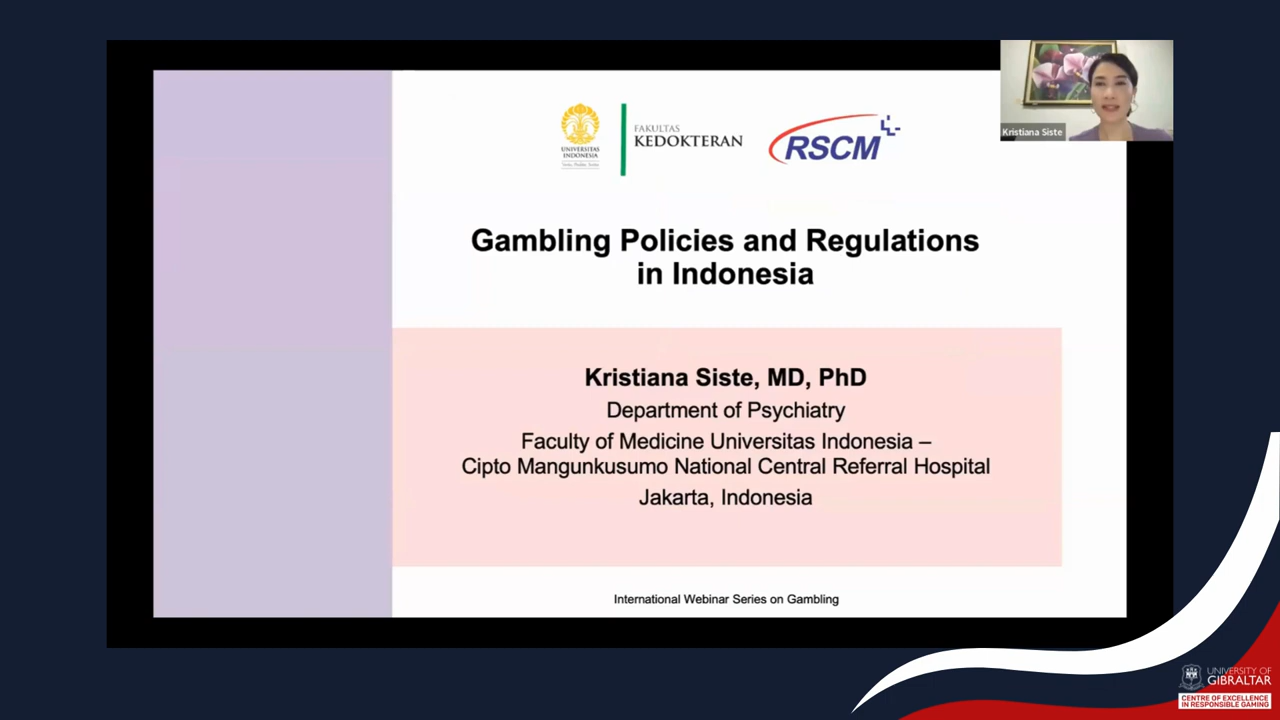 UNIVERSITAS
INDONESIA
FAKULTAS
KEDOKTERAN
RSCM
Kristiana Siste
Gambling Policies and Regulations
in Indonesia
Kristiana Siste, MD, PhD
Department of Psychiatry
Faculty of Medicine Universitas Indonesia –
Cipto Mangunkusumo National Central Referral Hospital
Jakarta, Indonesia
International Webinar Series on Gambling
UNIVERSITY OF
GIBRALTAR
CENTRE OF EXCELLENCE
IN RESPONSIBLE GAMING